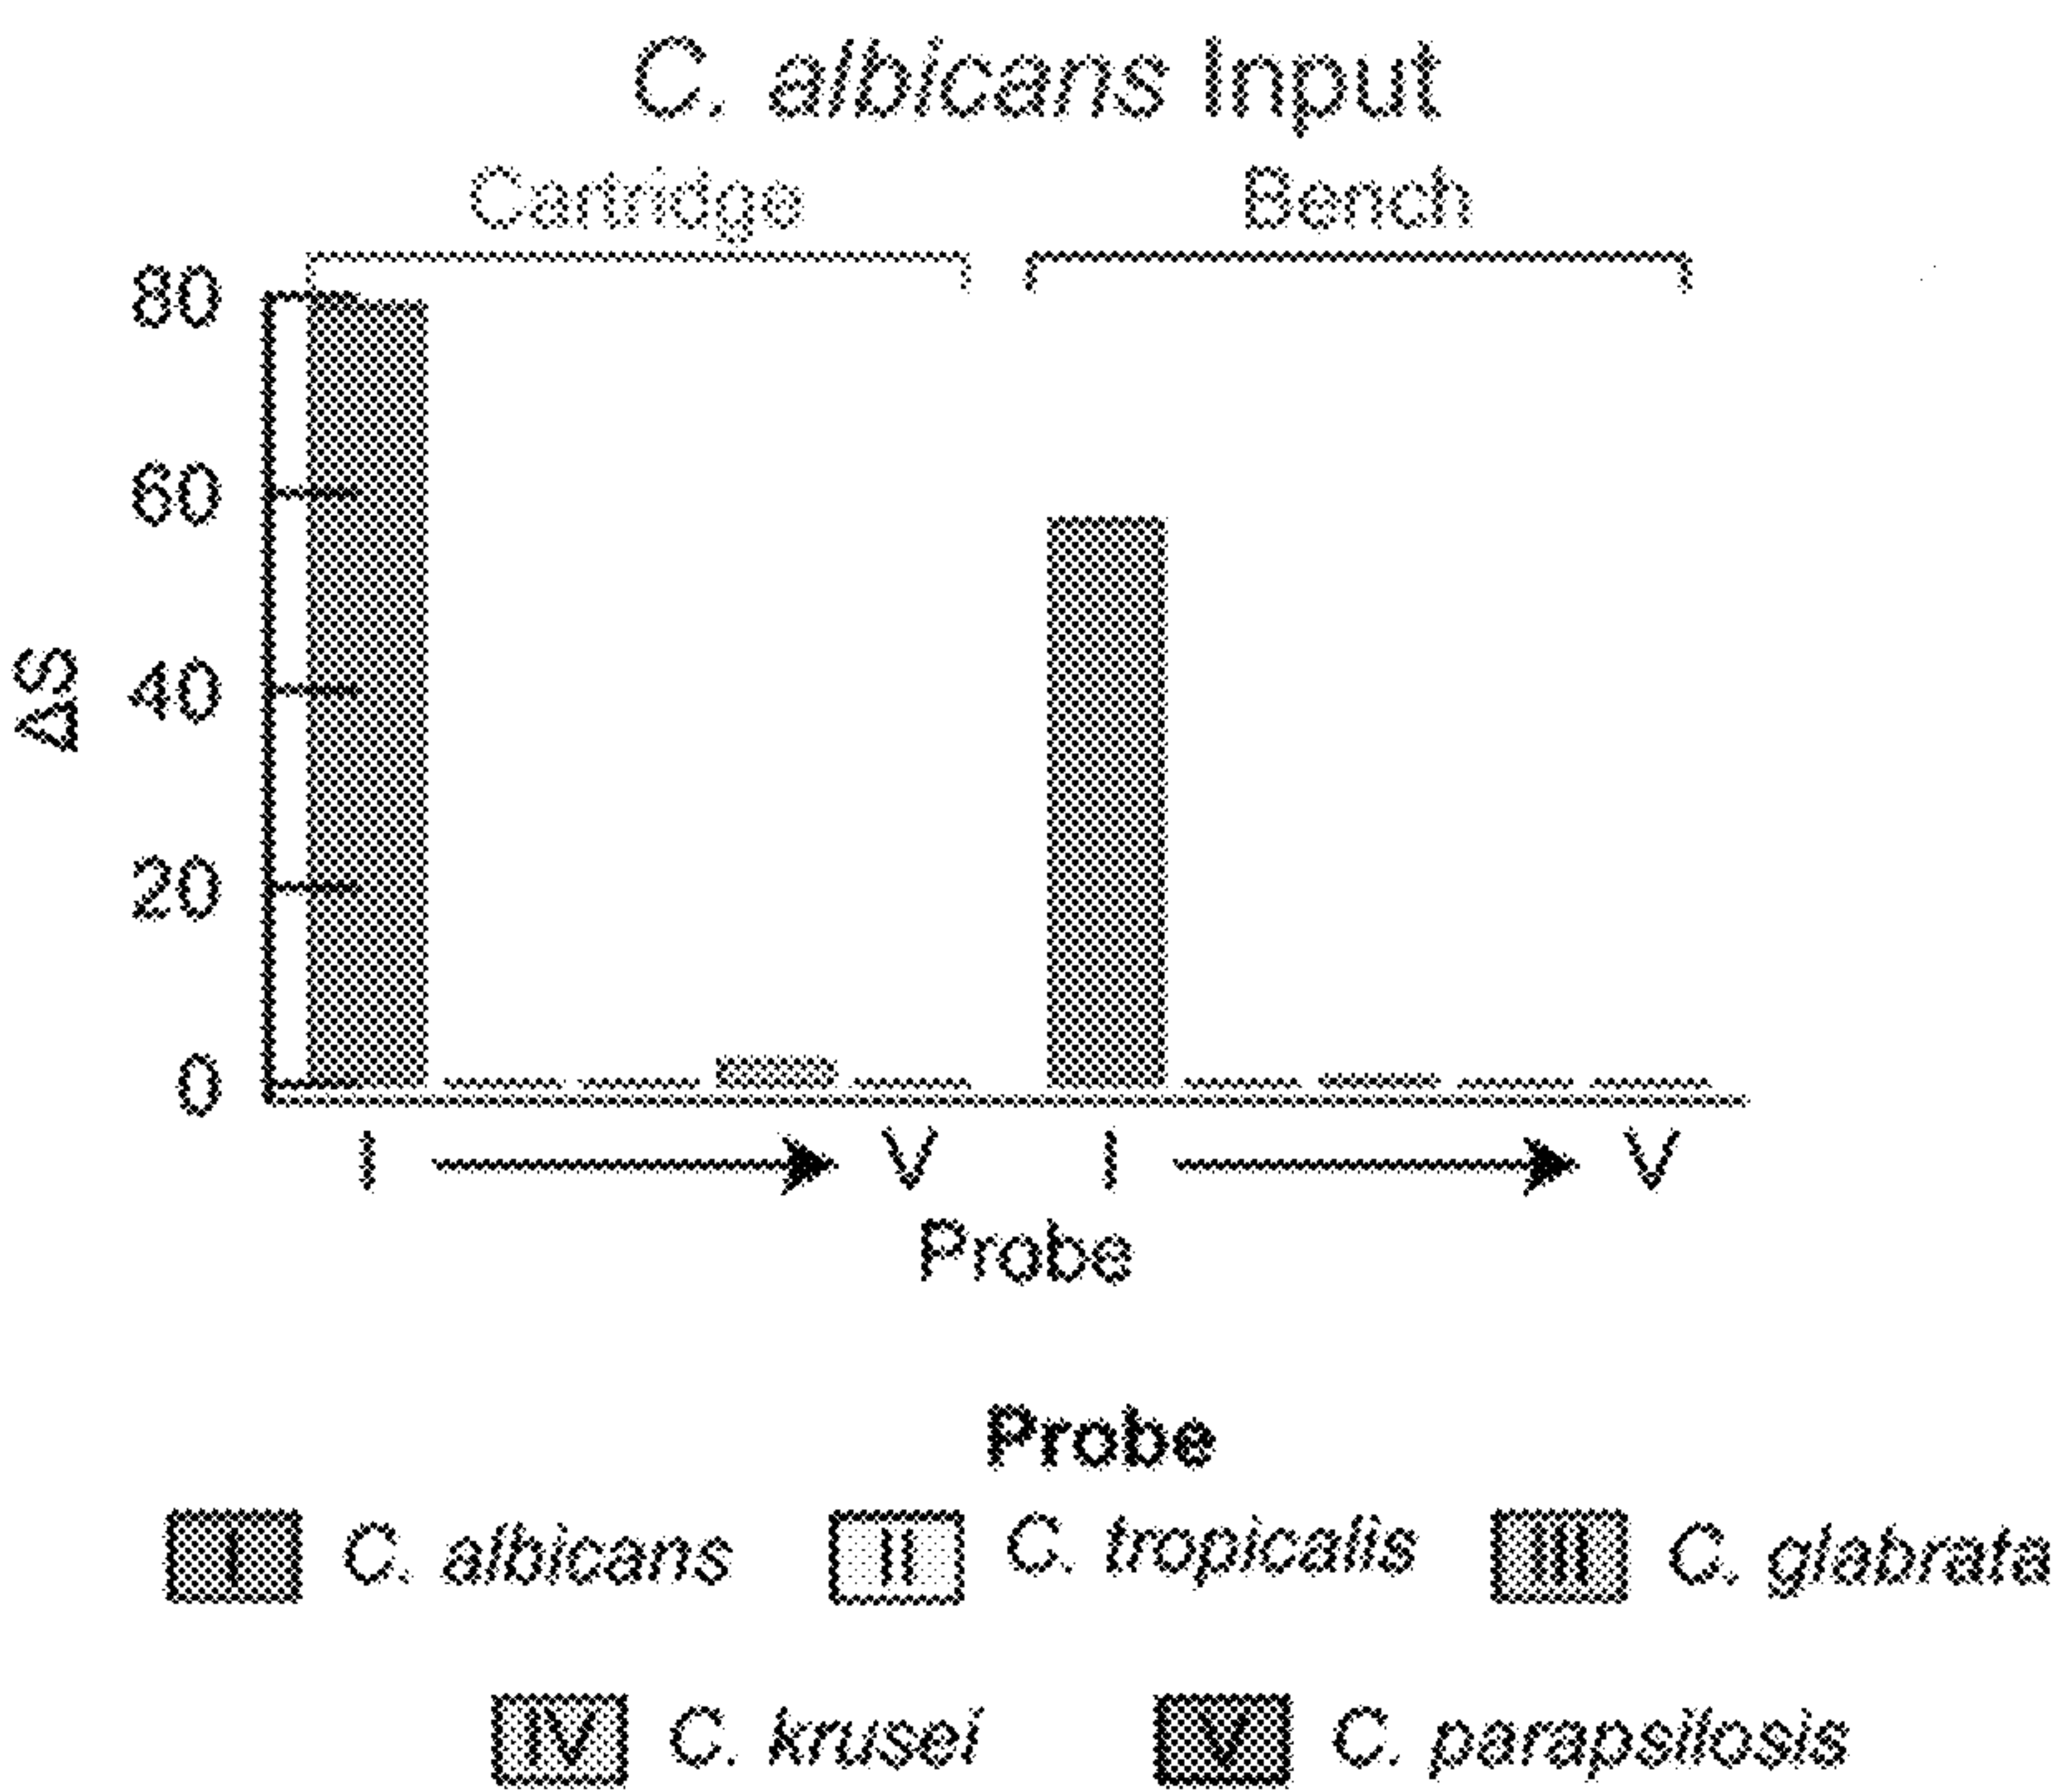 C. albicans Input
Cartridge Bench
80
60
40
20
0
ΔS
I V I V
Probe
Probe
I C. albicans II C. tropicalis III C. glabrata
IV C. krusei V C. parapsilosis